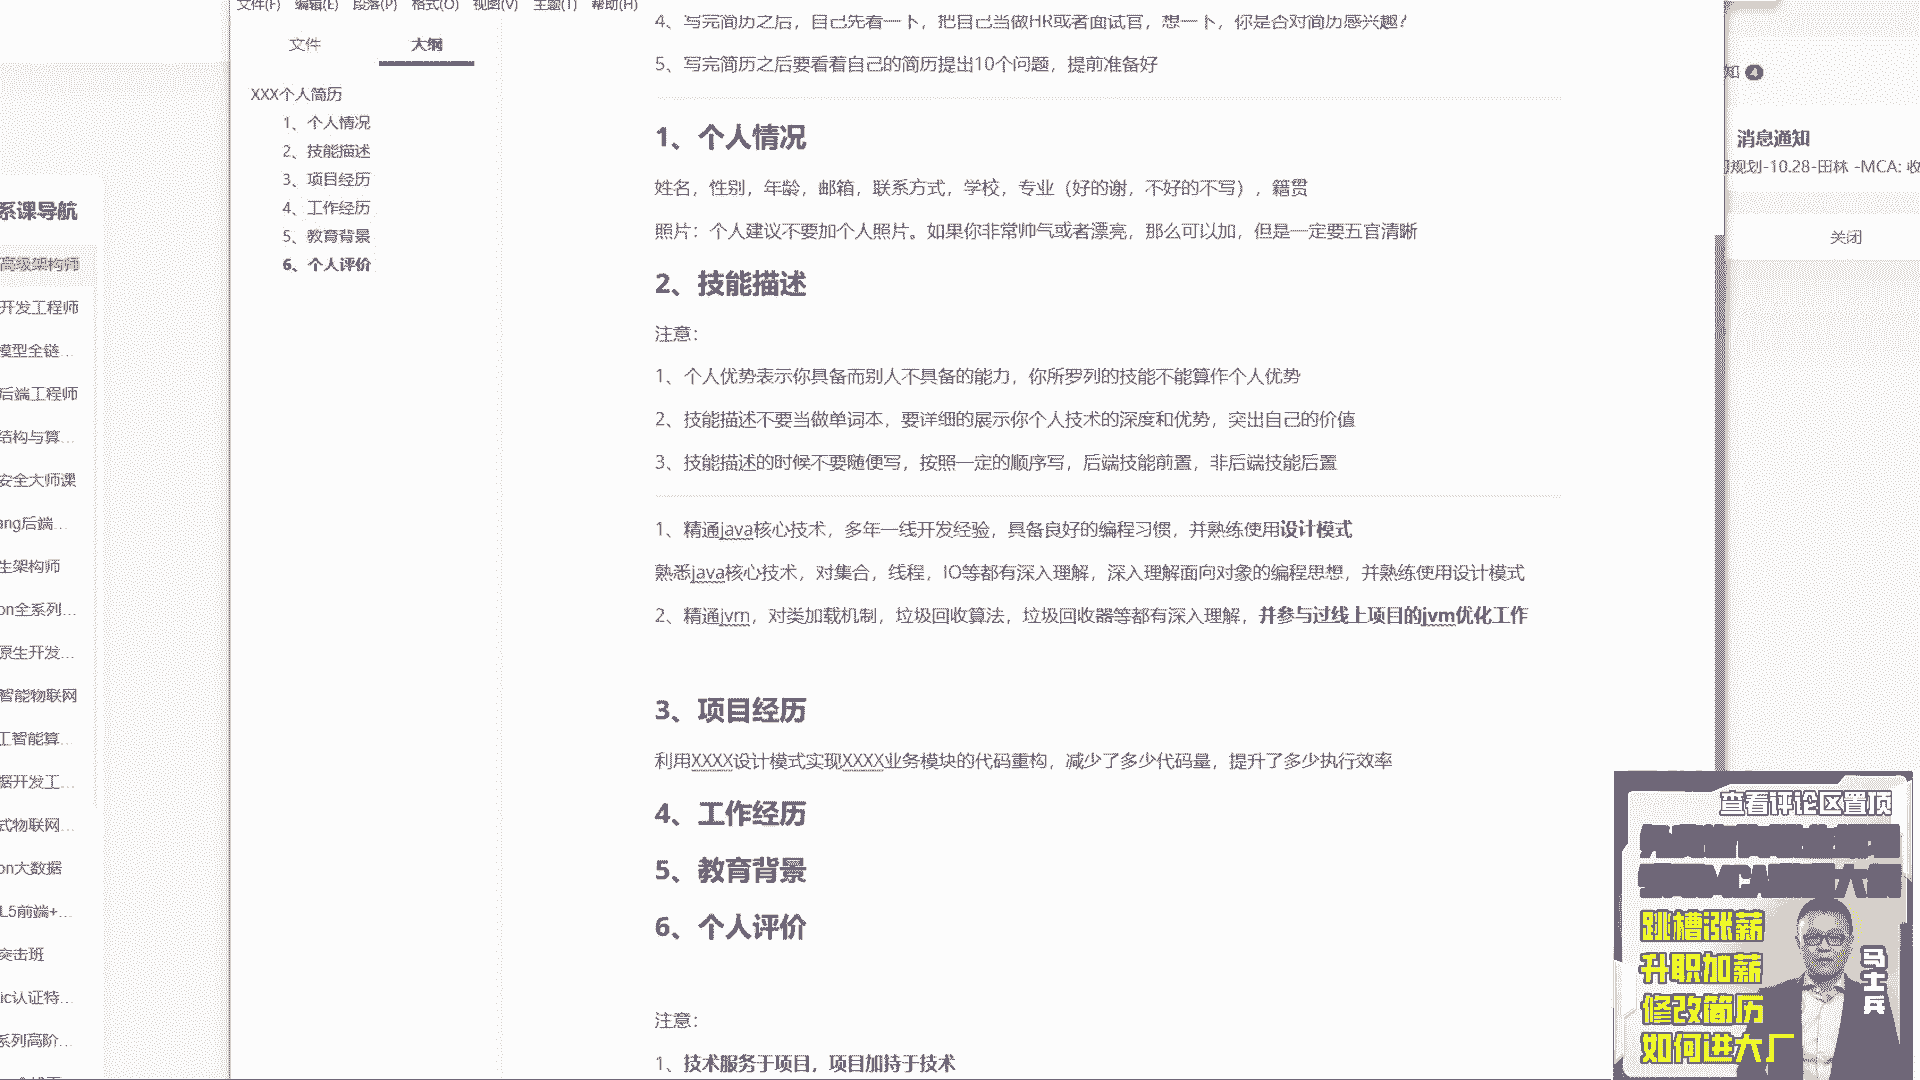 文件(F) 编辑(E) 段落(P) 格式(O) 视图(V) 主题(T) 帮助(H)
文件 大纲
XXX个人简历
1、个人情况
2、技能描述
3、项目经历
4、工作经历
5、教育背景
6、个人评价
系课导航
高级架构师
开发工程师
模型全链...
后端工程师
结构与算...
安全大师课
ang后端...
生架构师
on全系列...
原生开发...
智能物联网
工智能算...
据开发工...
式物联网...
on大数据
L5前端+...
突击班
ic认证特...
系列高阶...
4、写完简历之后，自己先看一下，把自己当做HR或者面试官，想一下，你是否对简历感兴趣?
5、写完简历之后要看着自己的简历提出10个问题，提前准备好
1、个人情况
姓名，性别，年龄，邮箱，联系方式，学校，专业（好的谢，不好的不写），籍贯
照片：个人建议不要加个人照片。如果你非常帅气或者漂亮，那么可以加，但是一定要五官清晰
2、技能描述
注意：
1、个人优势表示你具备而别人不具备的能力，你所罗列的技能不能算作个人优势
2、技能描述不要当做单词本，要详细的展示你个人技术的深度和优势，突出自己的价值
3、技能描述的时候不要随便写，按照一定的顺序写，后端技能前置，非后端技能后置
1、精通java核心技术，多年一线开发经验，具备良好的编程习惯，并熟练使用设计模式
熟悉java核心技术，对集合，线程，IO等都有深入理解，深入理解面向对象的编程思想，并熟练使用设计模式
2、精通jvm，对类加载机制，垃圾回收算法，垃圾回收器等都有深入理解，并参与过线上项目的jvm优化工作
3、项目经历
利用XXXX设计模式实现XXXX业务模块的代码重构，减少了多少代码量，提升了多少执行效率
4、工作经历
5、教育背景
6、个人评价
注意：
1、技术服务于项目，项目加持于技术
知 4
消息通知
规划-10.28-田林 -MCA: 收
关闭
查看评论区置顶
跳槽涨薪
升职加薪
修改简历
如何进大厂
马士兵